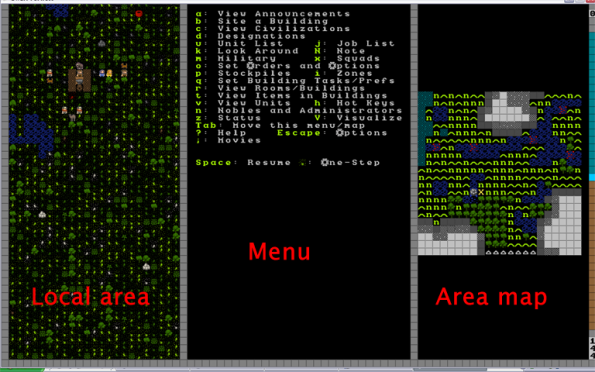 a: View Announcements
b: Site a Building
c: View Civilizations
d: Designations
u: Unit List j: Job List
k: Look Around N: Note
m: Military x: Squads
o: Set Orders and Options
p: Stockpiles i: Zones
q: Set Building Tasks/Prefs
r: View Rooms/Buildings
t: View Items in Buildings
v: View Units h: Hot Keys
n: Nobles and Administrators
z: Status V: Visualize
Tab: Move this menu/map
?: Help Escape: Options
;: Movies
Space: Resume .: One-Step
Menu
Local area
Area map